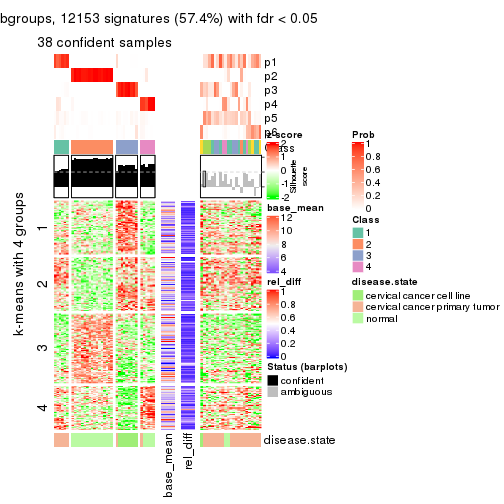 bgroups, 12153 signatures (57.4%) with fdr < 0.05
38 confident samples
p1
p2
p3
p4
p5
p6
Class
z-score
2
1
0
-1
-2
Silhouette
score
k-means with 4 groups
1
2
3
4
base_mean
12
10
8
6
4
rel_diff
1
0.8
0.6
0.4
0.2
0
Status (barplots)
confident
ambiguous
Prob
1
0.8
0.6
0.4
0.2
0
Class
1
2
3
4
disease.state
cervical cancer cell line
cervical cancer primary tumor
normal
disease.state
base_mean
rel_diff